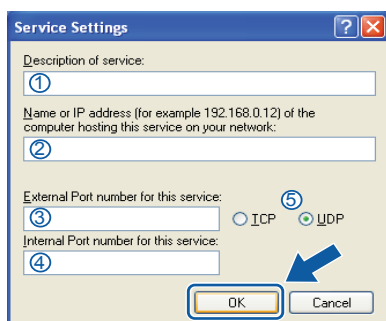 Service Settings
?
Description of service:
①
Name or IP address (for example 192.168.0.12) of the
computer hosting this service on your network:
②
External Port number for this service:
③
TCP
⑤
UDP
Internal Port number for this service:
④
OK
Cancel